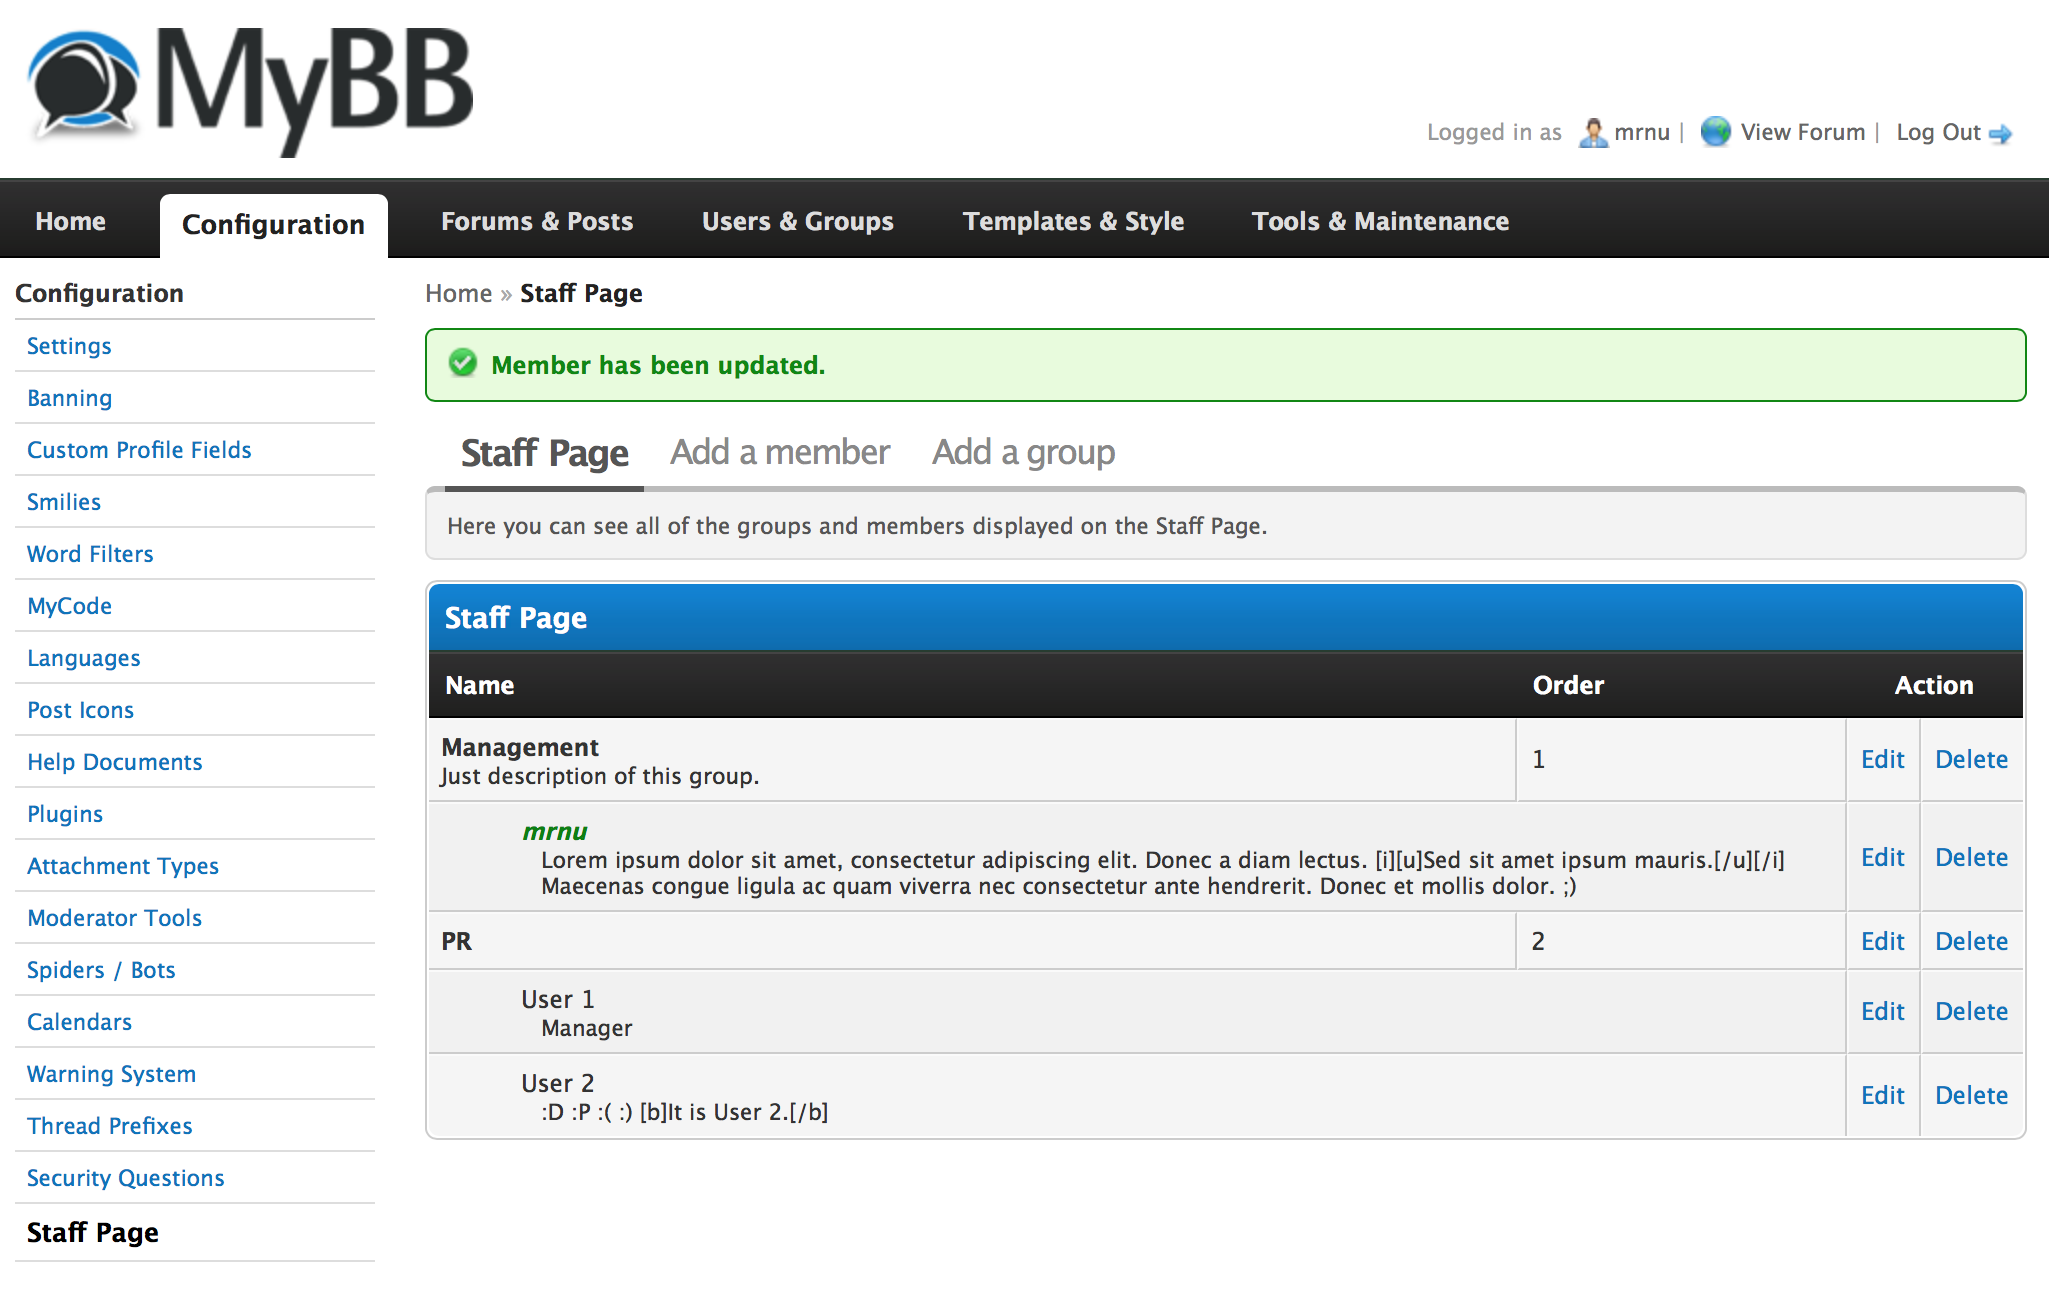 MyBB
Logged in as mrnu | View Forum | Log Out
Home Configuration Forums & Posts Users & Groups Templates & Style Tools & Maintenance
Configuration
Settings
Banning
Custom Profile Fields
Smilies
Word Filters
MyCode
Languages
Post Icons
Help Documents
Plugins
Attachment Types
Moderator Tools
Spiders / Bots
Calendars
Warning System
Thread Prefixes
Security Questions
Staff Page
Home » Staff Page
Member has been updated.
Staff Page Add a member Add a group
Here you can see all of the groups and members displayed on the Staff Page.
Staff Page
Name Order Action
Management
Just description of this group.
1 Edit Delete
mrnu
Lorem ipsum dolor sit amet, consectetur adipiscing elit. Donec a diam lectus. [i][u]Sed sit amet ipsum mauris.[/u][/i]
Maecenas congue ligula ac quam viverra nec consectetur ante hendrerit. Donec et mollis dolor. ;)
Edit Delete
PR 2 Edit Delete
User 1
Manager
Edit Delete
User 2
:D :P :( :) [b]It is User 2.[/b]
Edit Delete